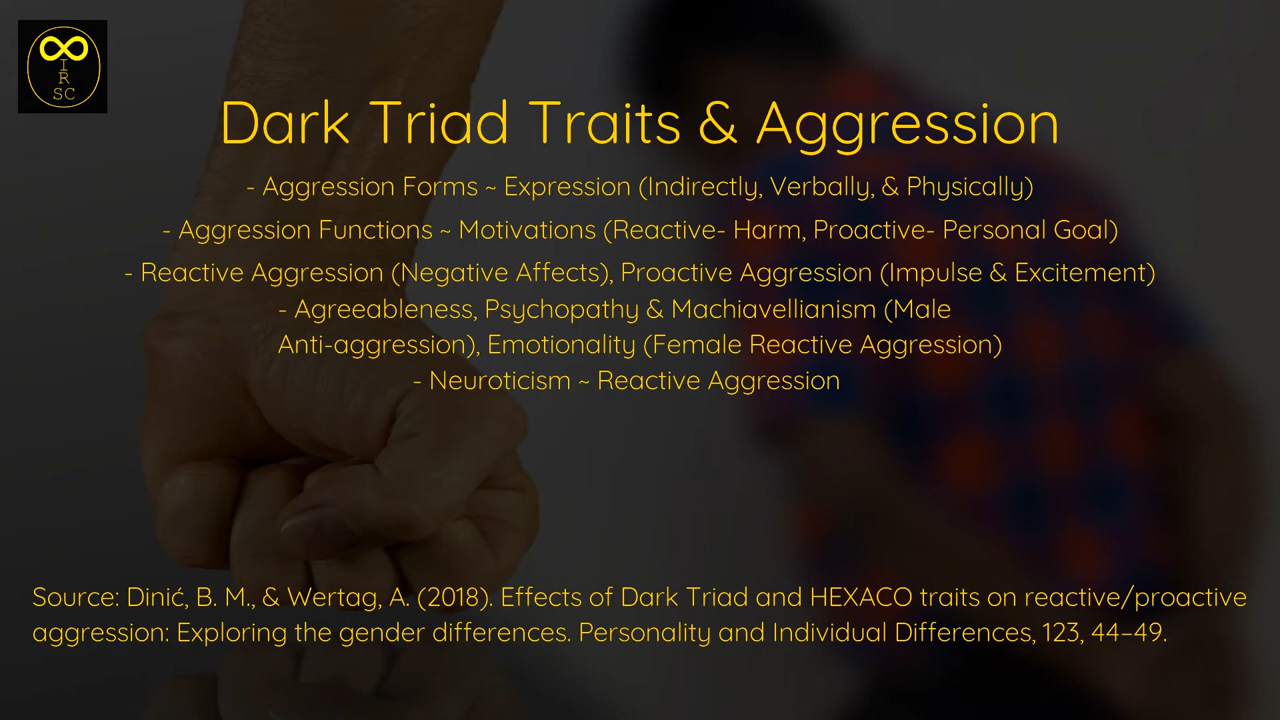 ∞
I
R
SC
Dark Triad Traits & Aggression
- Aggression Forms ~ Expression (Indirectly, Verbally, & Physically)
- Aggression Functions ~ Motivations (Reactive- Harm, Proactive- Personal Goal)
- Reactive Aggression (Negative Affects), Proactive Aggression (Impulse & Excitement)
- Agreeableness, Psychopathy & Machiavellianism (Male
Anti-aggression), Emotionality (Female Reactive Aggression)
- Neuroticism ~ Reactive Aggression
Source: Dinić, B. M., & Wertag, A. (2018). Effects of Dark Triad and HEXACO traits on reactive/proactive
aggression: Exploring the gender differences. Personality and Individual Differences, 123, 44–49.